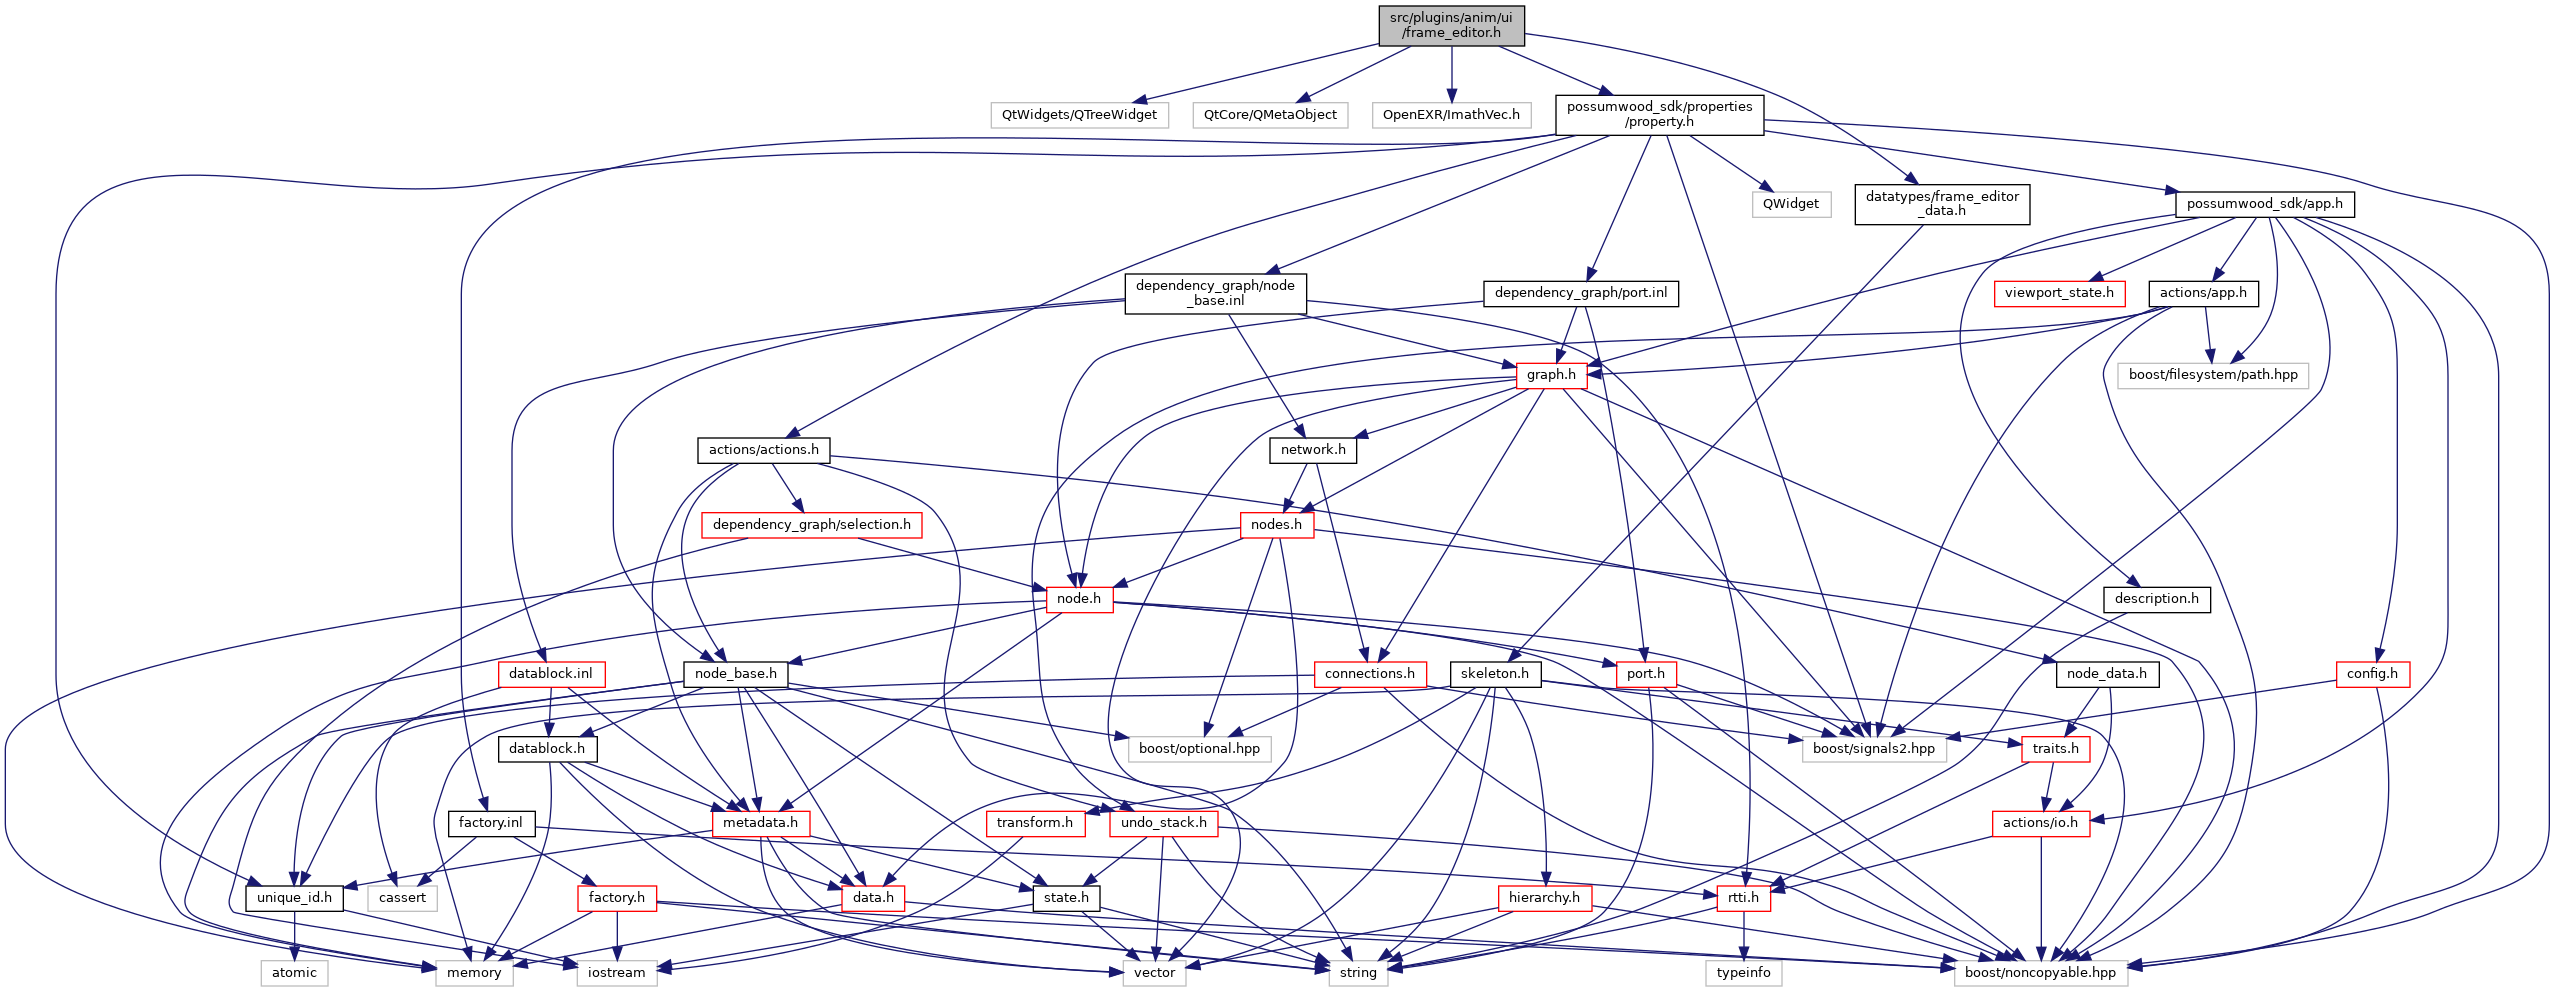 src/plugins/anim/ui
/frame_editor.h
QtWidgets/QTreeWidget
QtCore/QMetaObject
OpenEXR/ImathVec.h
possumwood_sdk/properties
/property.h
QWidget
datatypes/frame_editor
_data.h
possumwood_sdk/app.h
dependency_graph/node
_base.inl
dependency_graph/port.inl
viewport_state.h
actions/app.h
graph.h
boost/filesystem/path.hpp
actions/actions.h
network.h
dependency_graph/selection.h
nodes.h
node.h
description.h
datablock.inl
node_base.h
connections.h
skeleton.h
port.h
node_data.h
config.h
datablock.h
boost/optional.hpp
boost/signals2.hpp
traits.h
factory.inl
metadata.h
transform.h
undo_stack.h
actions/io.h
unique_id.h
cassert
factory.h
data.h
state.h
hierarchy.h
rtti.h
atomic
memory
iostream
vector
string
typeinfo
boost/noncopyable.hpp